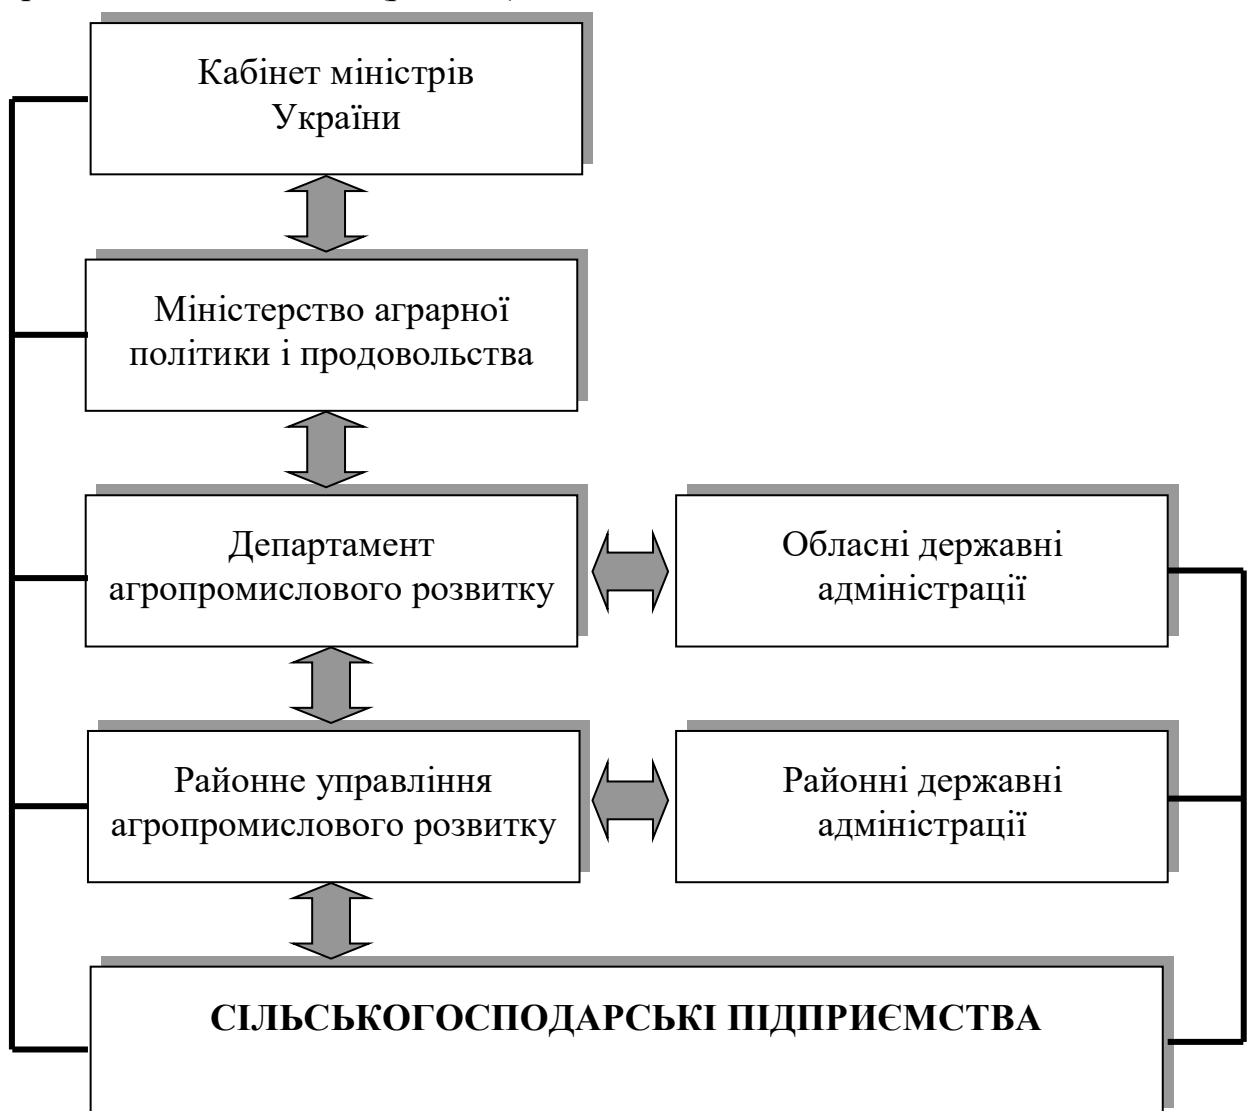 Кабінет міністрів
України
Міністерство аграрної
політики і продовольства
Департамент
агропромислового розвитку
Обласні державні
адміністрації
Районне управління
агропромислового розвитку
Районні державні
адміністрації
СІЛЬСЬКОГОСПОДАРСЬКІ ПІДПРИЄМСТВА